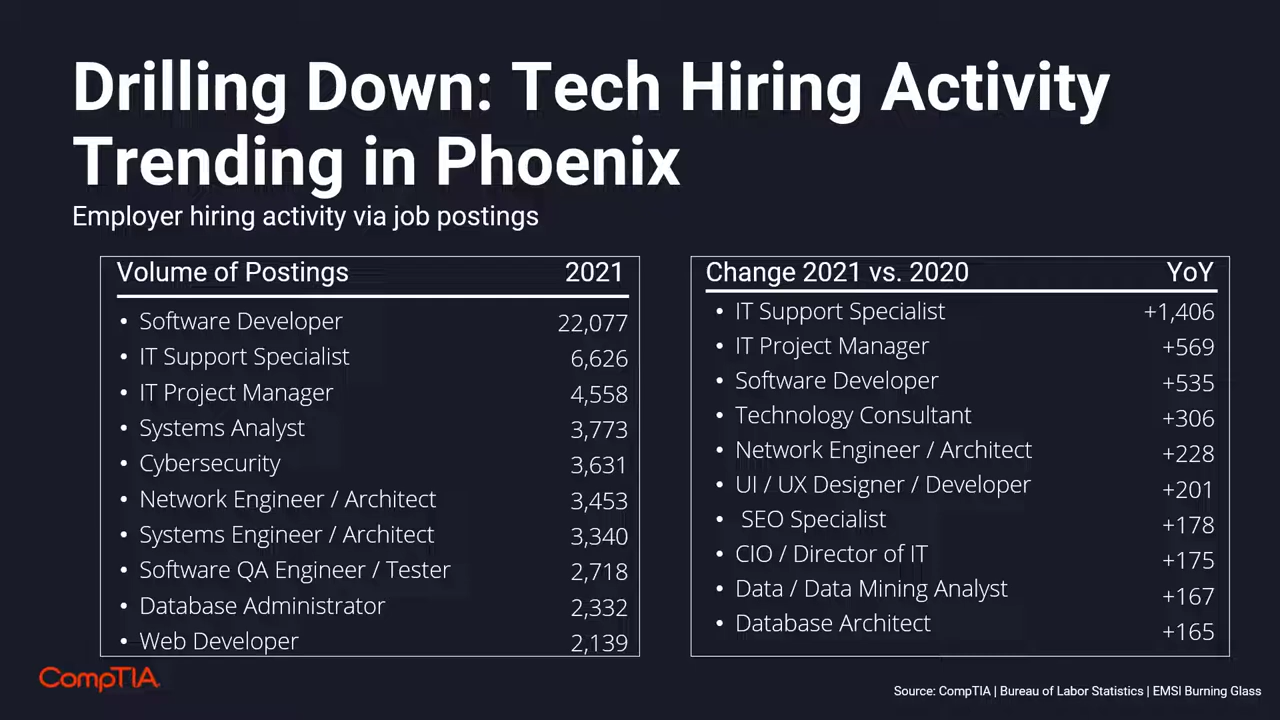 Drilling Down: Tech Hiring Activity
Trending in Phoenix
Employer hiring activity via job postings
Volume of Postings 2021
• Software Developer 22,077
• IT Support Specialist 6,626
• IT Project Manager 4,558
• Systems Analyst 3,773
• Cybersecurity 3,631
• Network Engineer / Architect 3,453
• Systems Engineer / Architect 3,340
• Software QA Engineer / Tester 2,718
• Database Administrator 2,332
• Web Developer 2,139
Change 2021 vs. 2020 YoY
• IT Support Specialist +1,406
• IT Project Manager +569
• Software Developer +535
• Technology Consultant +306
• Network Engineer / Architect +228
• UI / UX Designer / Developer +201
• SEO Specialist +178
• CIO / Director of IT +175
• Data / Data Mining Analyst +167
• Database Architect +165
CompTIA
Source: CompTIA | Bureau of Labor Statistics | EMSI Burning Glass